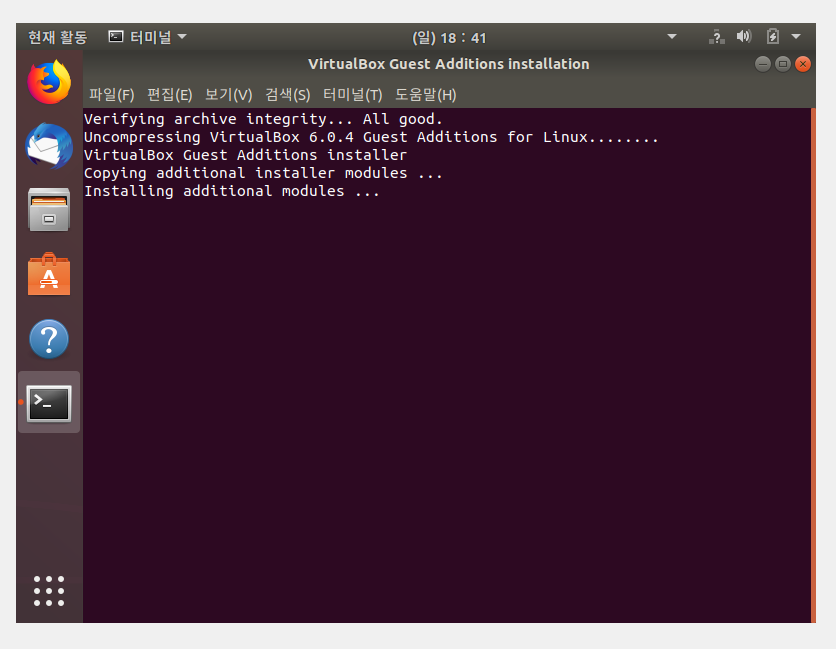 현재 활동 터미널 (일) 18 : 41
VirtualBox Guest Additions installation
파일(F) 편집(E) 보기(V) 검색(S) 터미널(T) 도움말(H)
Verifying archive integrity... All good.
Uncompressing VirtualBox 6.0.4 Guest Additions for Linux........
VirtualBox Guest Additions installer
Copying additional installer modules ...
Installing additional modules ...